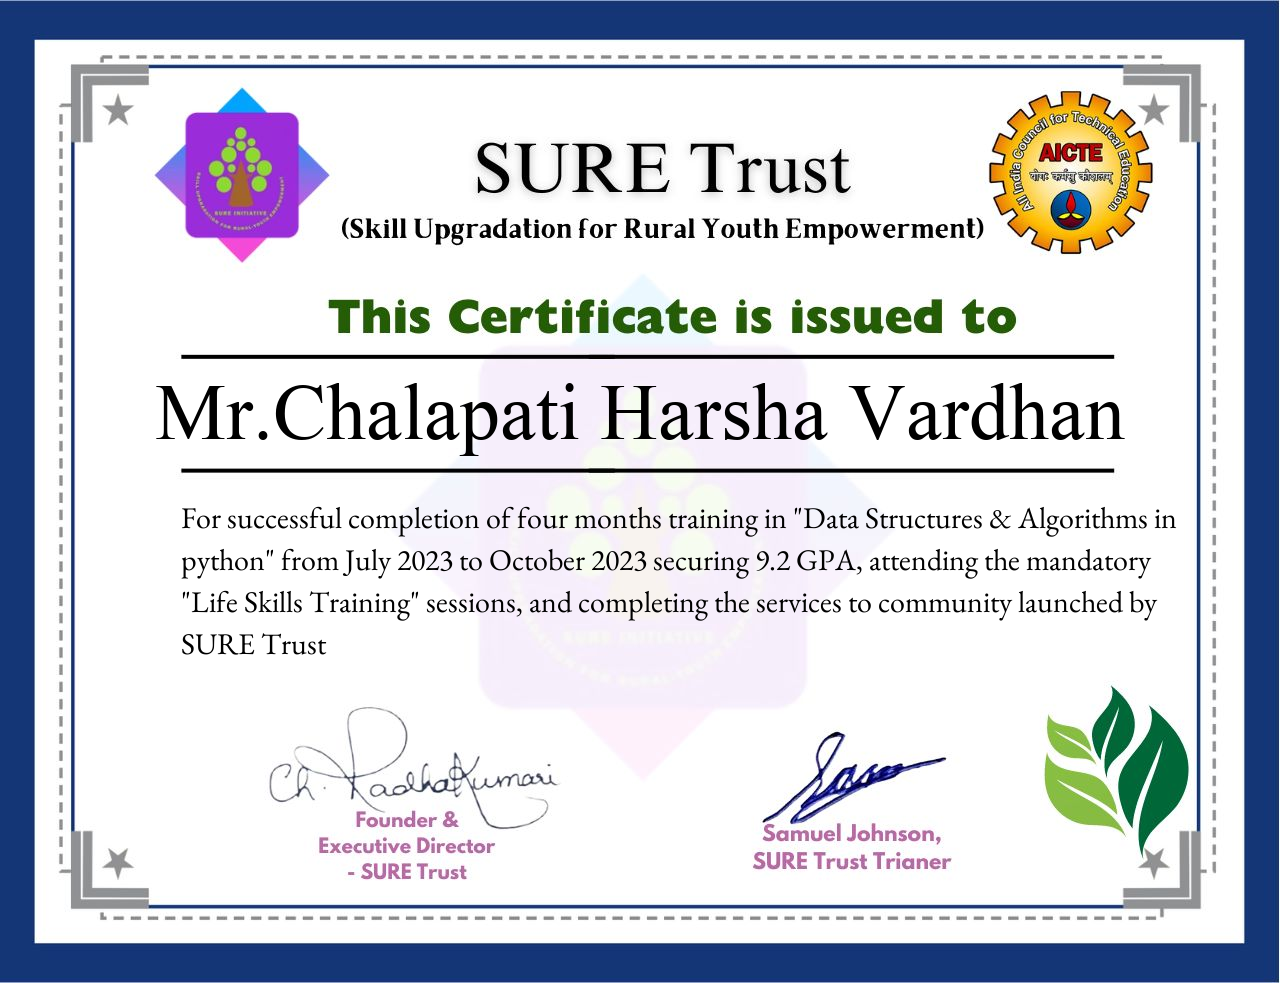 SURE Trust
(Skill Upgradation for Rural Youth Empowerment)
SKILL UPGRADATION FOR RURAL YOUTH EMPOWERMENT
SURE INITIATIVE
All India Council for Technical Education
AICTE
योगः कर्मसु कौशलम्
This Certificate is issued to
Mr.Chalapati Harsha Vardhan
For successful completion of four months training in "Data Structures & Algorithms in
python" from July 2023 to October 2023 securing 9.2 GPA, attending the mandatory
"Life Skills Training" sessions, and completing the services to community launched by
SURE Trust
SURE INITIATIVE
Ch. RadhaKumari
Founder &
Executive Director
- SURE Trust
Samuel Johnson,
SURE Trust Trianer